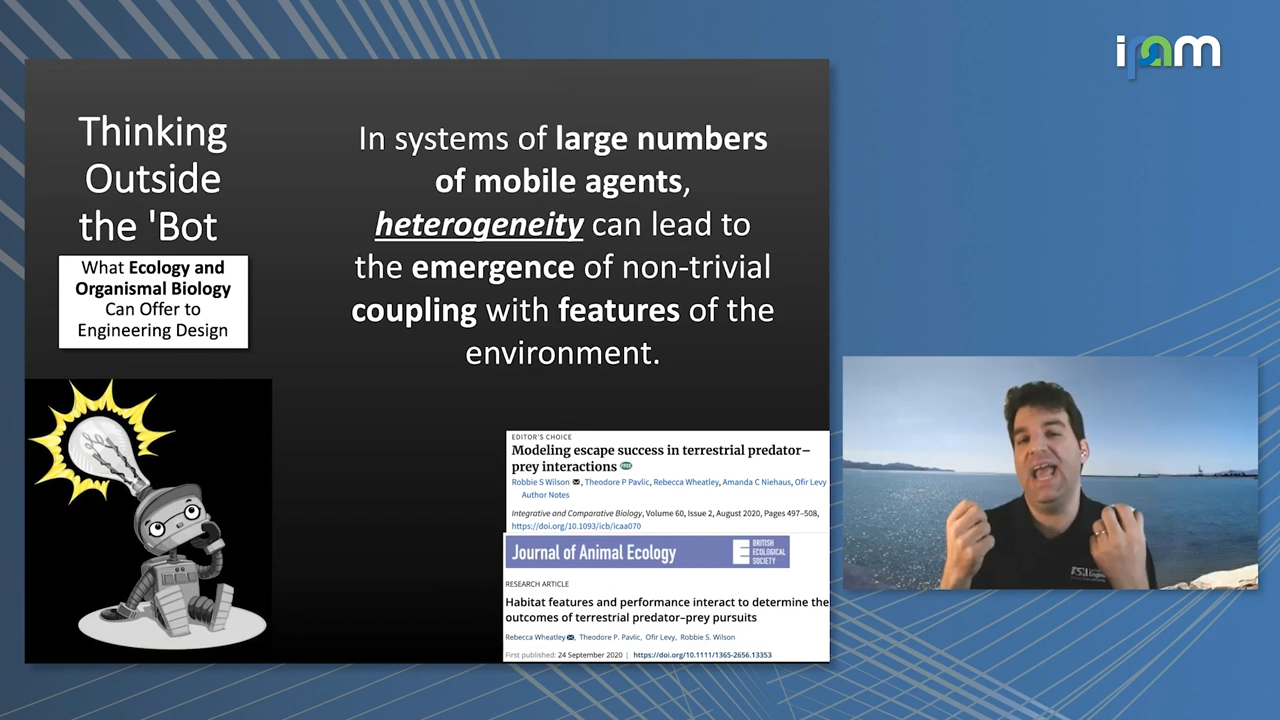 ipam
Thinking
Outside
the 'Bot
What Ecology and
Organismal Biology
Can Offer to
Engineering Design
In systems of large numbers
of mobile agents,
heterogeneity can lead to
the emergence of non-trivial
coupling with features of the
environment.
EDITOR'S CHOICE
Modeling escape success in terrestrial predator–
prey interactions FREE
Robbie S Wilson, Theodore P Pavlic, Rebecca Wheatley, Amanda C Niehaus, Ofir Levy
Author Notes
Integrative and Comparative Biology, Volume 60, Issue 2, August 2020, Pages 497–508,
https://doi.org/10.1093/icb/icaa070
Journal of Animal Ecology
BRITISH
ECOLOGICAL
SOCIETY
RESEARCH ARTICLE
Habitat features and performance interact to determine the
outcomes of terrestrial predator–prey pursuits
Rebecca Wheatley, Theodore P. Pavlic, Ofir Levy, Robbie S. Wilson
First published: 24 September 2020 | https://doi.org/10.1111/1365-2656.13353
ASU